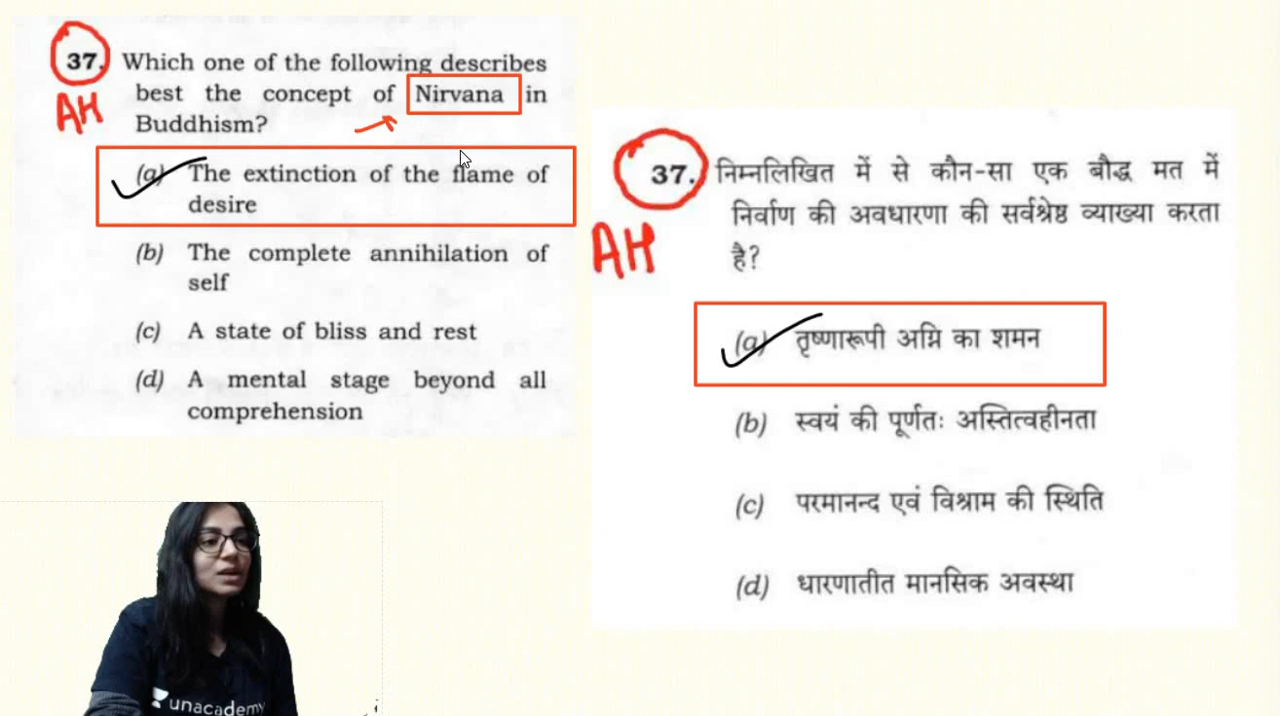 37. Which one of the following describes
best the concept of Nirvana in
Buddhism?
AH
(a) The extinction of the flame of
desire
(b) The complete annihilation of
self
(c) A state of bliss and rest
(d) A mental stage beyond all
comprehension
37. निम्नलिखित में से कौन-सा एक बौद्ध मत में
निर्वाण की अवधारणा की सर्वश्रेष्ठ व्याख्या करता
है?
AH
(a) तृष्णारूपी अग्नि का शमन
(b) स्वयं की पूर्णतः अस्तित्वहीनता
(c) परमानन्द एवं विश्राम की स्थिति
(d) धारणातीत मानसिक अवस्था
unacademy